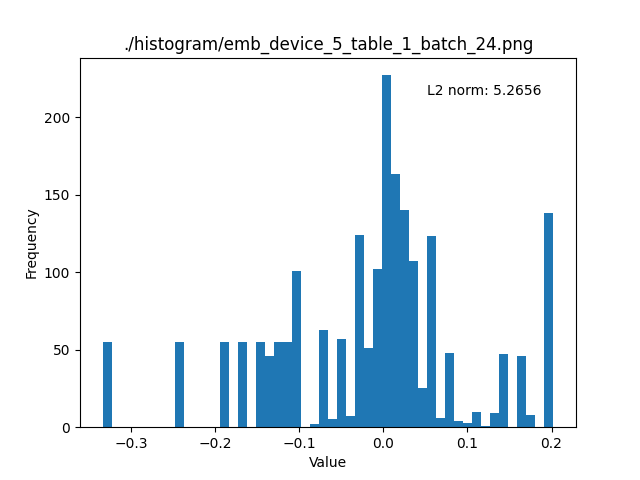 ./histogram/emb_device_5_table_1_batch_24.png
L2 norm: 5.2656
Frequency
200
150
100
50
0
−0.3
−0.2
−0.1
0.0
0.1
0.2
Value